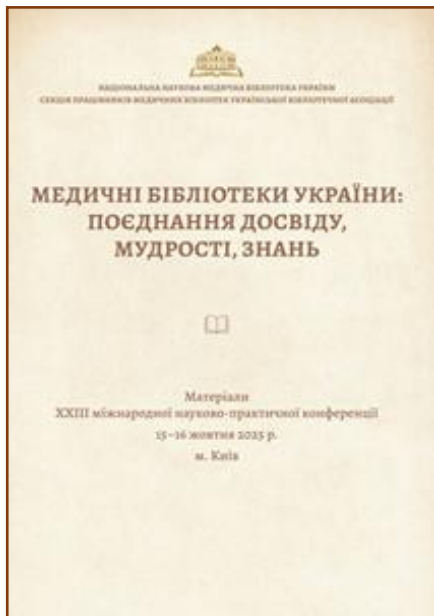 НАЦІОНАЛЬНА НАУКОВА МЕДИЧНА БІБЛІОТЕКА УКРАЇНИ
СЕКЦІЯ ПРАЦІВНИКІВ МЕДИЧНИХ БІБЛІОТЕК УКРАЇНСЬКОЇ БІБЛІОТЕЧНОЇ АСОЦІАЦІЇ
МЕДИЧНІ БІБЛІОТЕКИ УКРАЇНИ:
ПОЄДНАННЯ ДОСВІДУ,
МУДРОСТІ, ЗНАНЬ
Матеріали
XXIII міжнародної науково-практичної конференції
15–16 жовтня 2025 р.
м. Київ